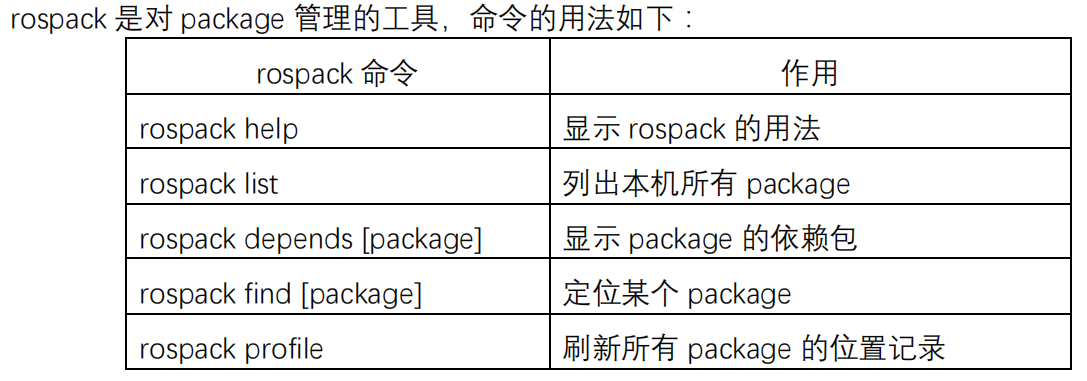 rospack 是对 package 管理的工具，命令的用法如下：
rospack 命令 作用
rospack help 显示 rospack 的用法
rospack list 列出本机所有 package
rospack depends [package] 显示 package 的依赖包
rospack find [package] 定位某个 package
rospack profile 刷新所有 package 的位置记录